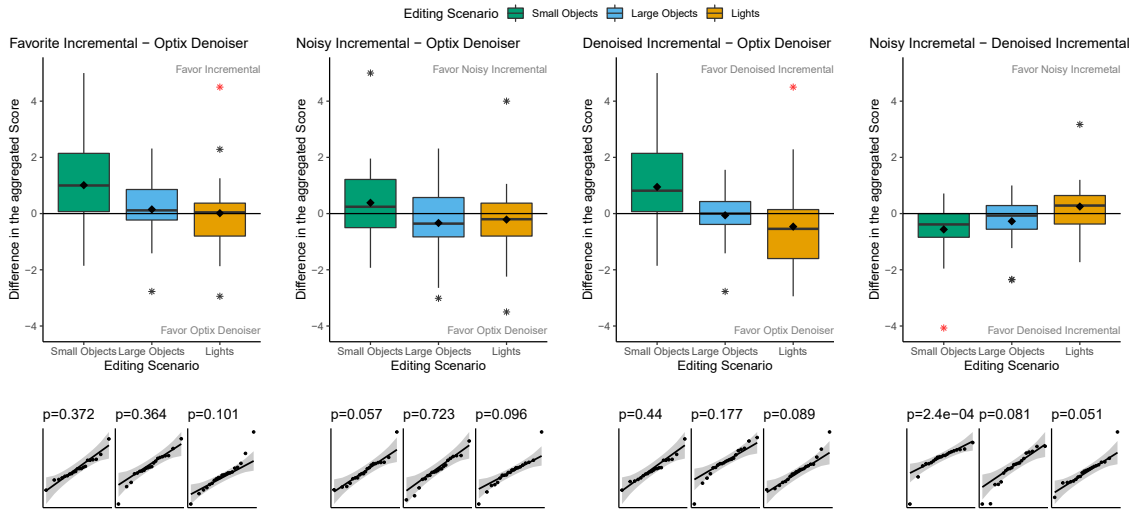 Editing Scenario Small Objects Large Objects Lights
Favorite Incremental − Optix Denoiser
Difference in the aggregated Score
4
2
0
−2
−4
Favor Incremental
Favor Optix Denoiser
Small Objects Large Objects Lights
Editing Scenario
Noisy Incremental − Optix Denoiser
Difference in the aggregated Score
4
2
0
−2
−4
Favor Noisy Incremental
Favor Optix Denoiser
Small Objects Large Objects Lights
Editing Scenario
Denoised Incremental − Optix Denoiser
Difference in the aggregated Score
4
2
0
−2
−4
Favor Denoised Incremental
Favor Optix Denoiser
Small Objects Large Objects Lights
Editing Scenario
Noisy Incremetal − Denoised Incremental
Difference in the aggregated Score
4
2
0
−2
−4
Favor Noisy Incremetal
Favor Denoised Incremental
Small Objects Large Objects Lights
Editing Scenario
p=0.372 p=0.364 p=0.101
p=0.057 p=0.723 p=0.096
p=0.44 p=0.177 p=0.089
p=2.4e−04 p=0.081 p=0.051